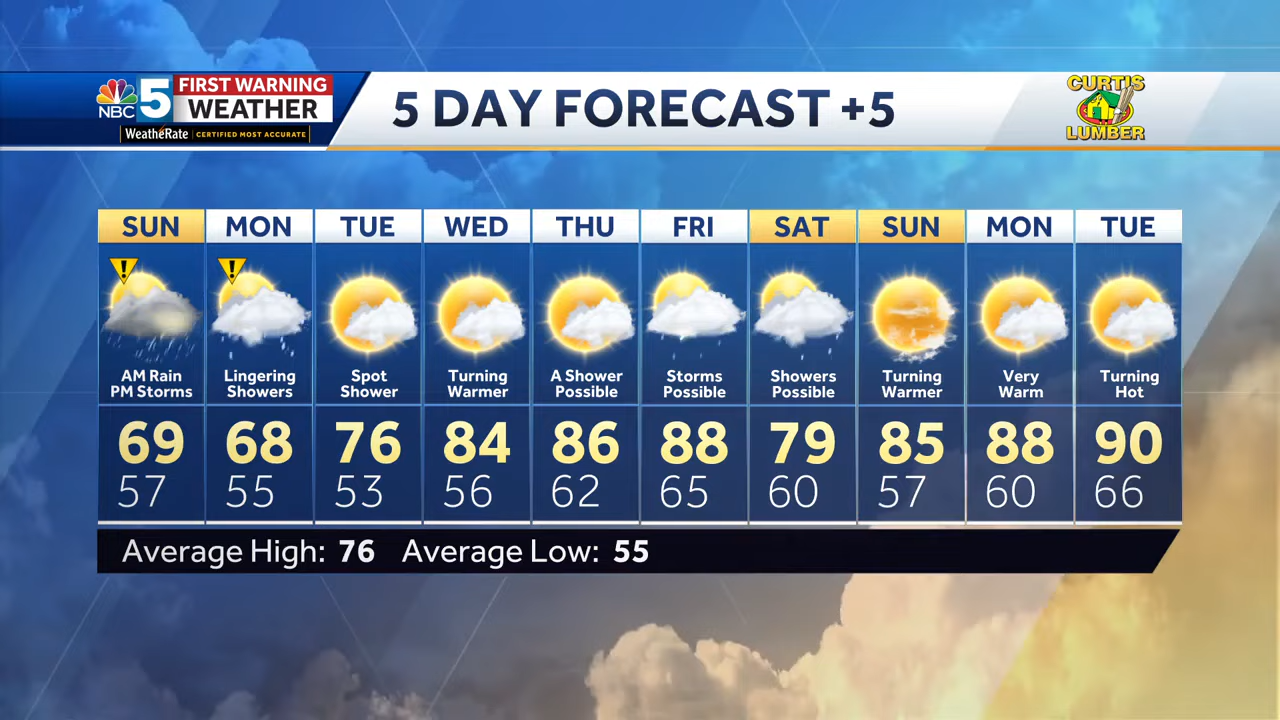 NBC 5 FIRST WARNING
WEATHER
WeatheRate | CERTIFIED MOST ACCURATE
5 DAY FORECAST +5
CURTIS
LUMBER
SUN MON TUE WED THU FRI SAT SUN MON TUE
! !
AM Rain Lingering Spot Turning A Shower Storms Showers Turning Very Turning
PM Storms Showers Shower Warmer Possible Possible Possible Warmer Warm Hot
69 68 76 84 86 88 79 85 88 90
57 55 53 56 62 65 60 57 60 66
Average High: 76 Average Low: 55